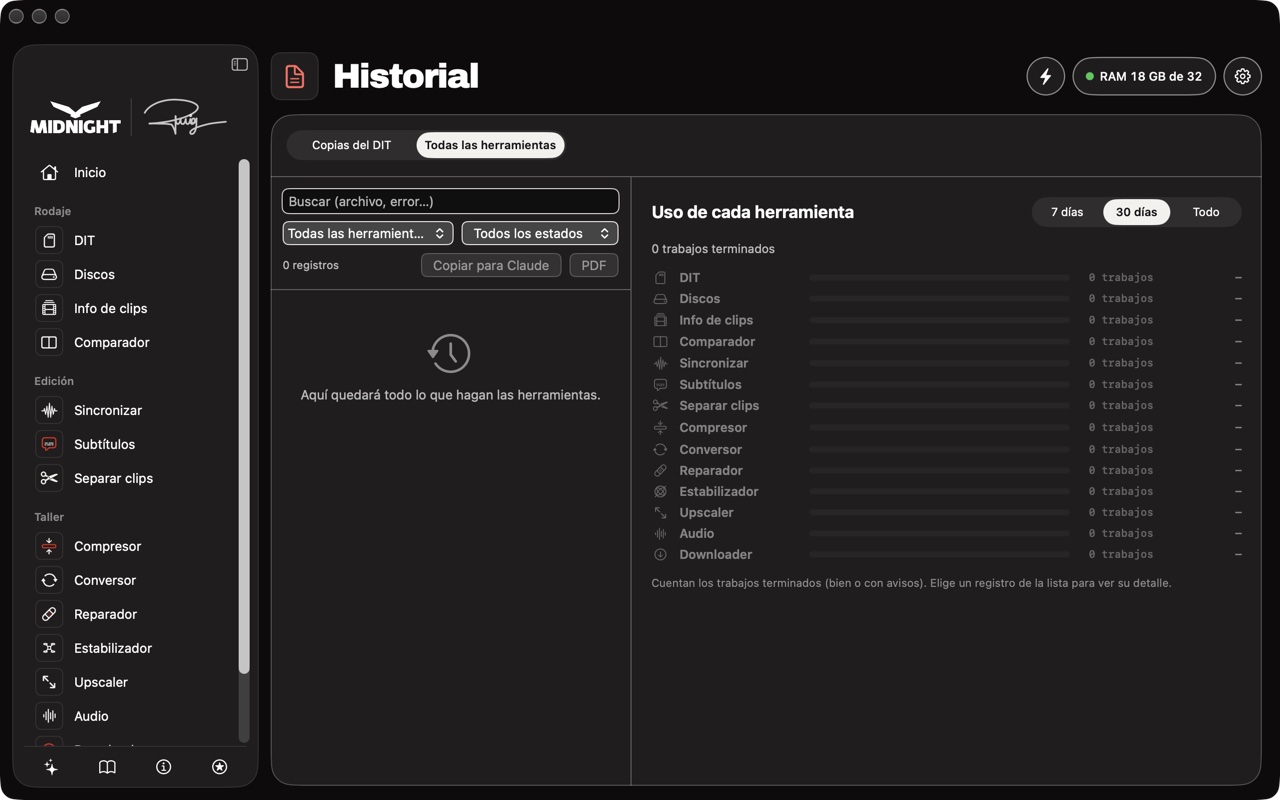 Historial
RAM 18 GB de 32
MIDNIGHT
Puig
Inicio
Rodaje
DIT
Discos
Info de clips
Comparador
Edición
Sincronizar
Subtítulos
Separar clips
Taller
Compresor
Conversor
Reparador
Estabilizador
Upscaler
Audio
Copias del DIT
Todas las herramientas
Buscar (archivo, error...)
Todas las herramient...
Todos los estados
0 registros
Copiar para Claude
PDF
Aquí quedará todo lo que hagan las herramientas.
Uso de cada herramienta
7 días
30 días
Todo
0 trabajos terminados
DIT 0 trabajos –
Discos 0 trabajos –
Info de clips 0 trabajos –
Comparador 0 trabajos –
Sincronizar 0 trabajos –
Subtítulos 0 trabajos –
Separar clips 0 trabajos –
Compresor 0 trabajos –
Conversor 0 trabajos –
Reparador 0 trabajos –
Estabilizador 0 trabajos –
Upscaler 0 trabajos –
Audio 0 trabajos –
Downloader 0 trabajos –
Cuentan los trabajos terminados (bien o con avisos). Elige un registro de la lista para ver su detalle.